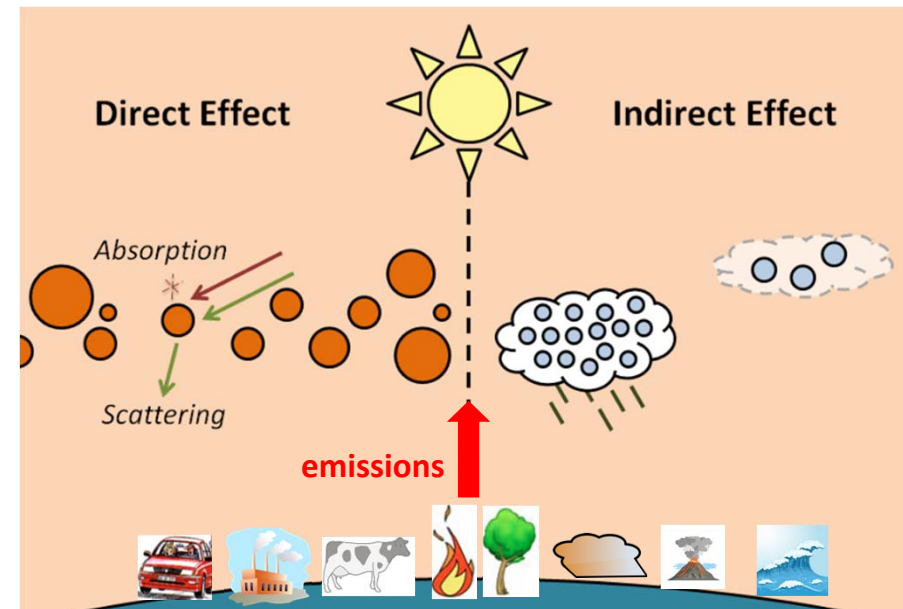 Direct Effect
Indirect Effect
Absorption
Scattering
emissions